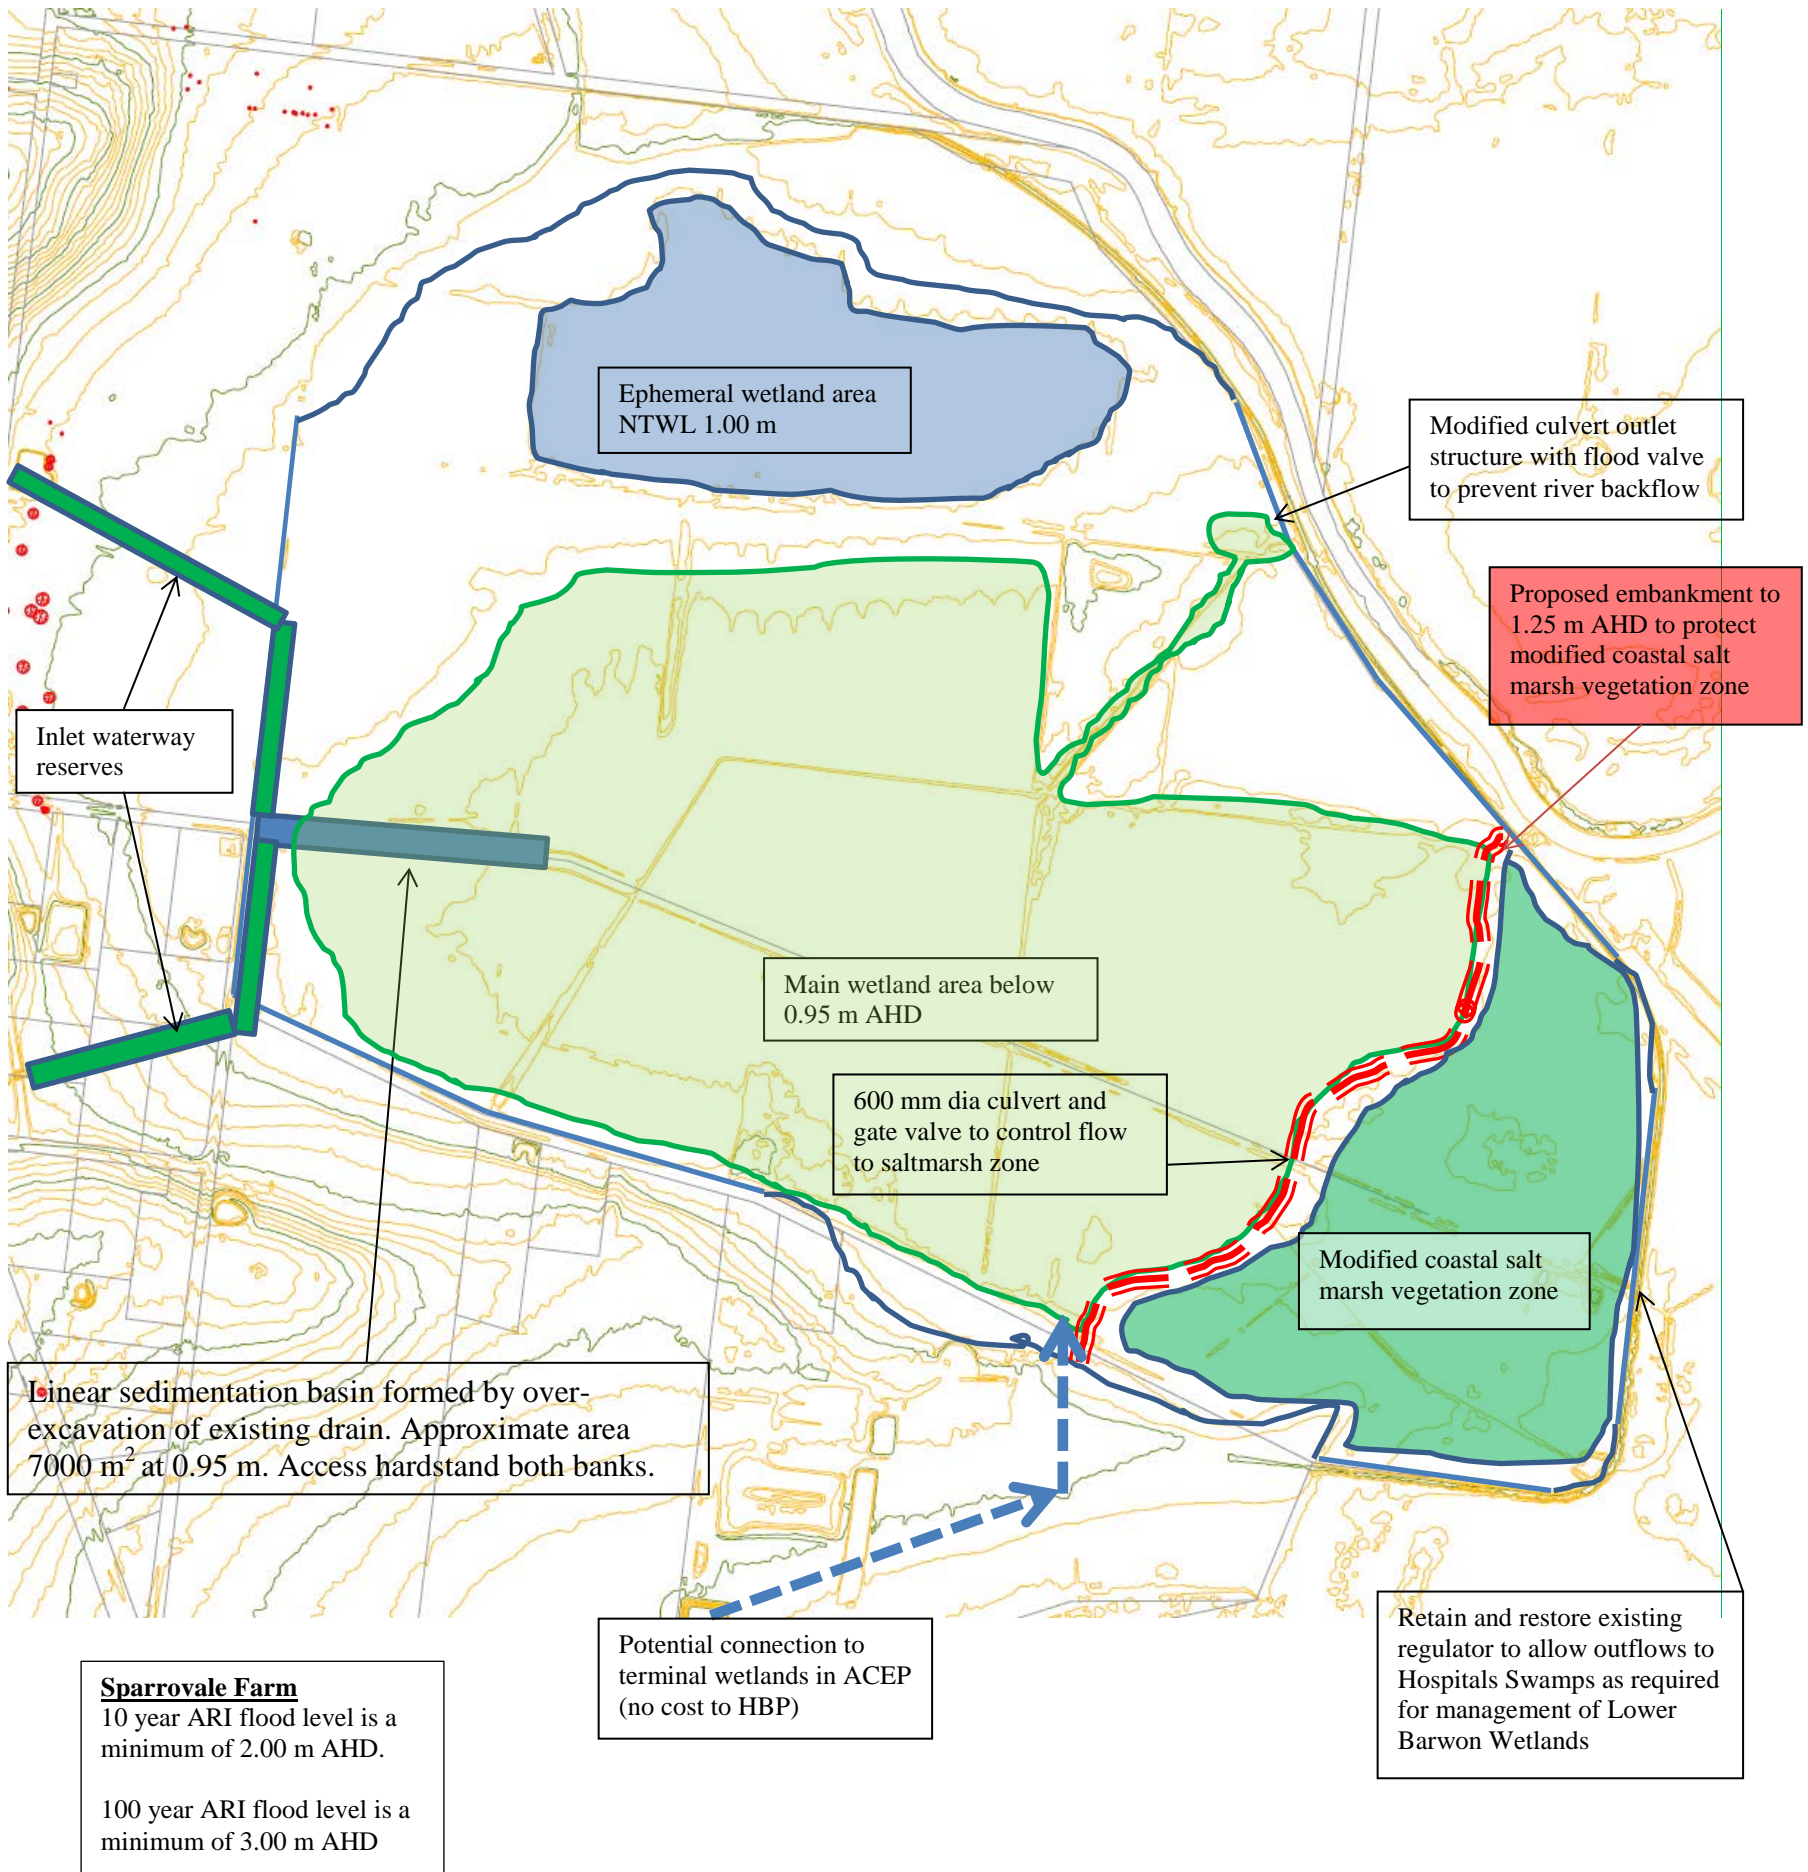 Ephemeral wetland area
NTWL 1.00 m
Modified culvert outlet
structure with flood valve
to prevent river backflow
Proposed embankment to
1.25 m AHD to protect
modified coastal salt
marsh vegetation zone
Inlet waterway
reserves
Main wetland area below
0.95 m AHD
600 mm dia culvert and
gate valve to control flow
to saltmarsh zone
Modified coastal salt
marsh vegetation zone
Linear sedimentation basin formed by over-
excavation of existing drain. Approximate area
7000 m² at 0.95 m. Access hardstand both banks.
Potential connection to
terminal wetlands in ACEP
(no cost to HBP)
Retain and restore existing
regulator to allow outflows to
Hospitals Swamps as required
for management of Lower
Barwon Wetlands
Sparrovale Farm
10 year ARI flood level is a
minimum of 2.00 m AHD.
100 year ARI flood level is a
minimum of 3.00 m AHD